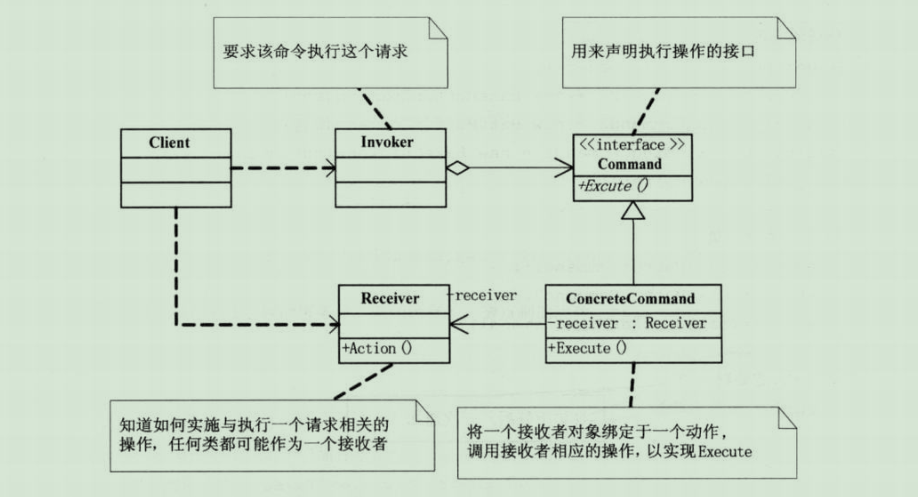 要求该命令执行这个请求
用来声明执行操作的接口
Client
Invoker
<<interface >>
Command
+Excute ()
Receiver
-receiver
ConcreteCommand
-receiver : Receiver
+Action ()
+Execute ()
知道如何实施与执行一个请求相关的
操作，任何类都可能作为一个接收者
将一个接收者对象绑定于一个动作，
调用接收者相应的操作，以实现Execute